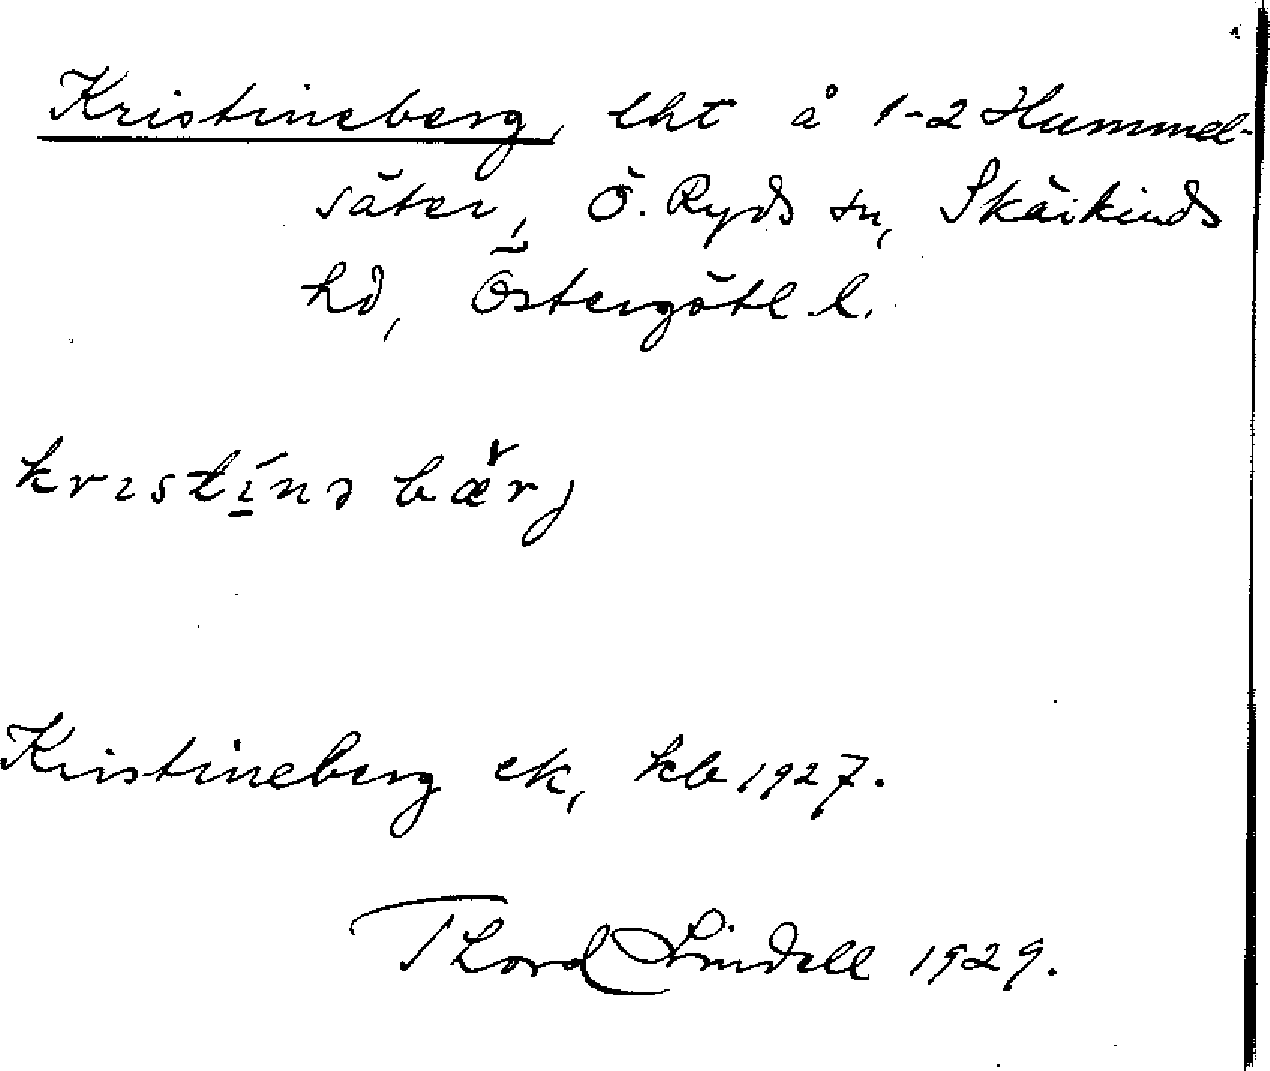 Kristineberg, lht å 1-2 Hummel-
säter, Ö. Ryds sn, Skärkinds
hd, Östergötl. l.
kristínə bærj
Kristineberg ek, kb 1927.
Thord Lindell 1929.